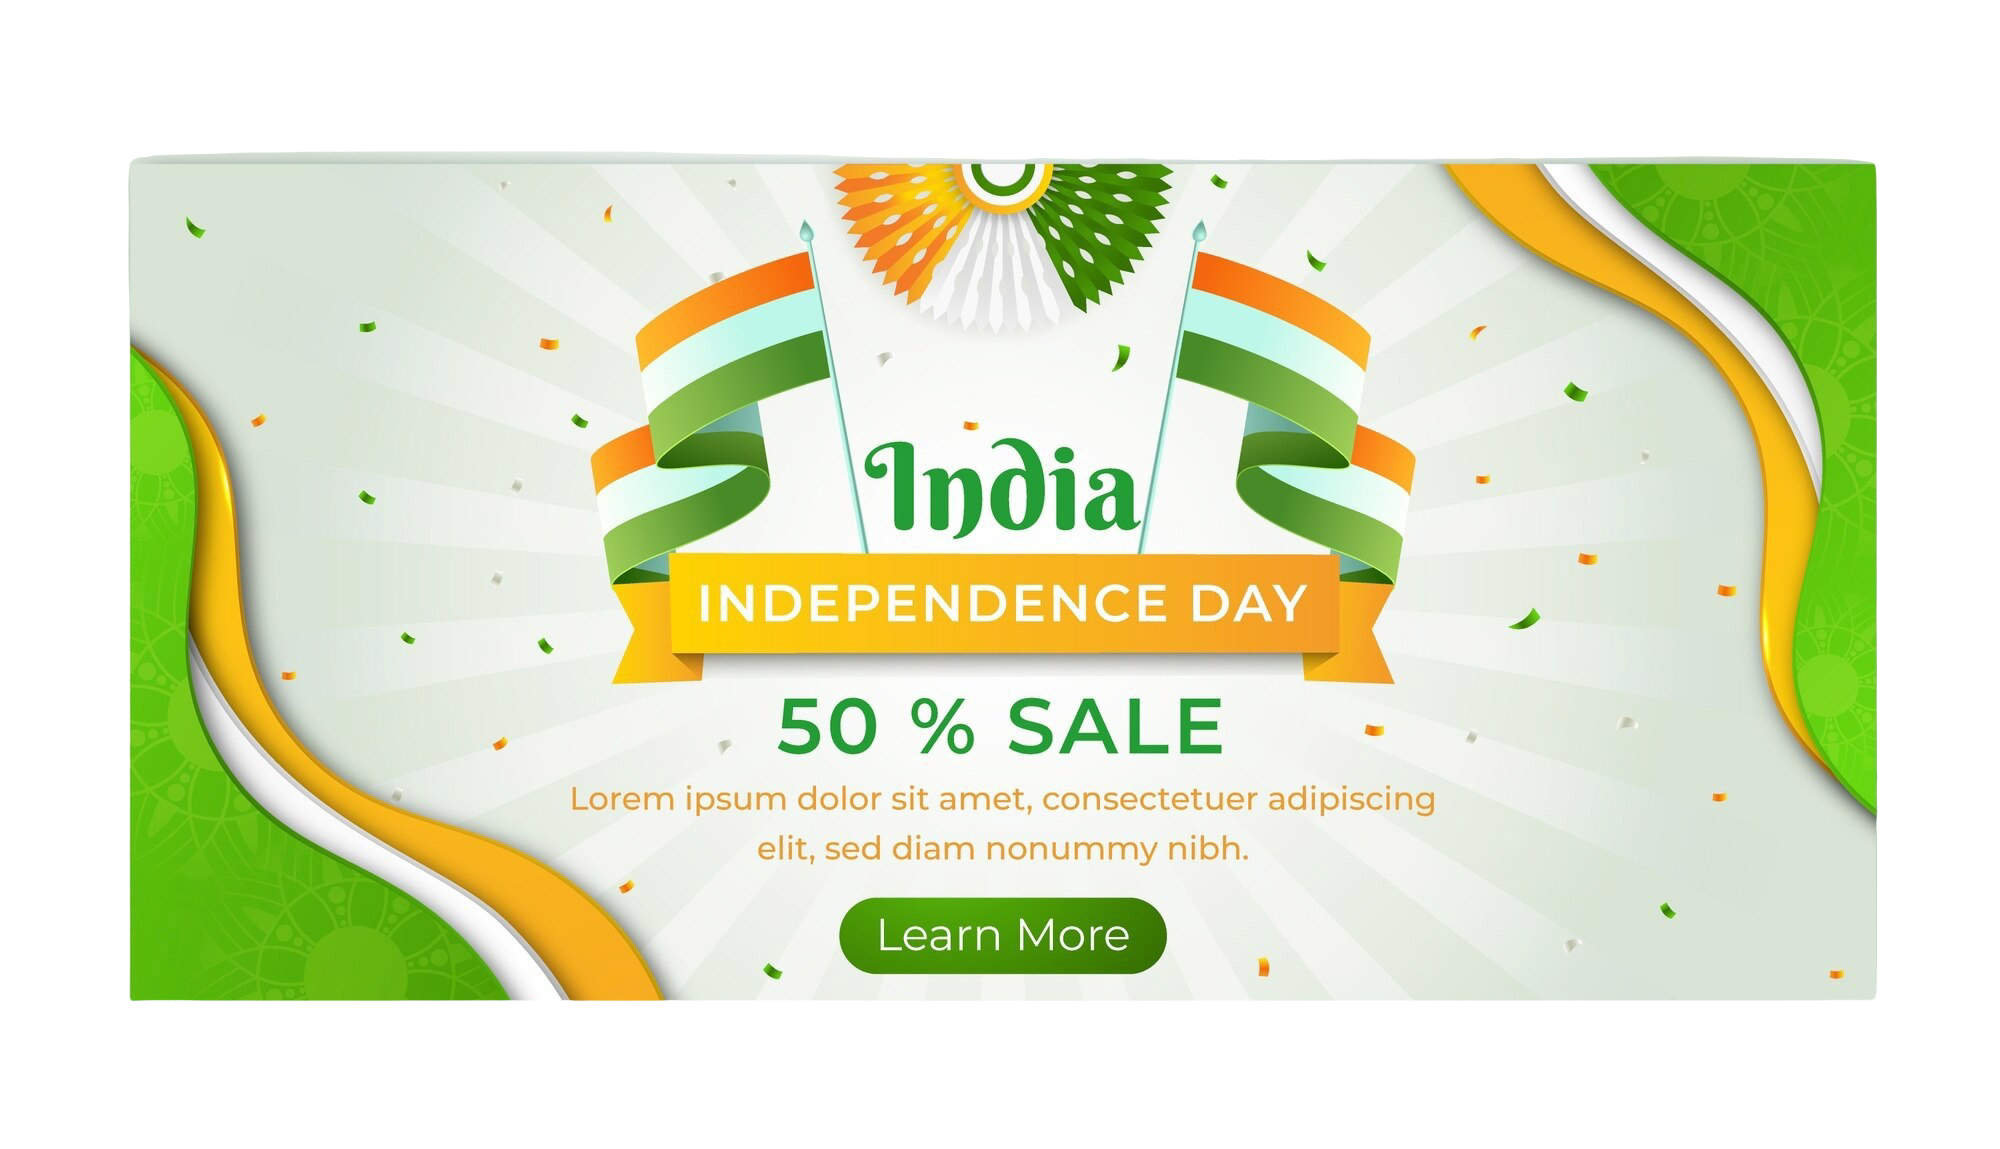 India
INDEPENDENCE DAY
50 % SALE
Lorem ipsum dolor sit amet, consectetuer adipiscing
elit, sed diam nonummy nibh.
Learn More